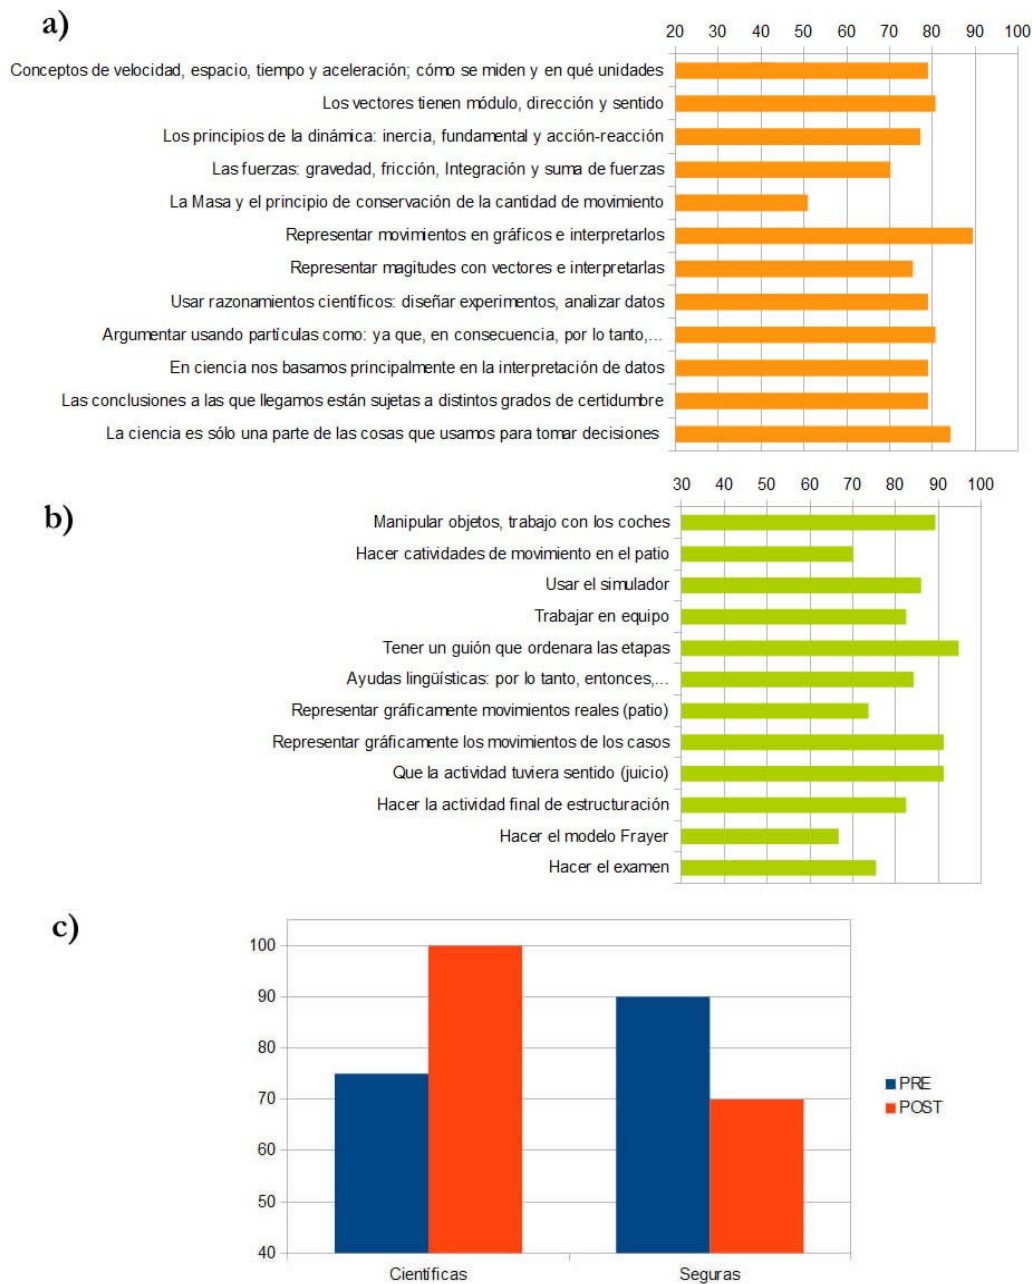 a)
20 30 40 50 60 70 80 90 100
Conceptos de velocidad, espacio, tiempo y aceleración; cómo se miden y en qué unidades
Los vectores tienen módulo, dirección y sentido
Los principios de la dinámica: inercia, fundamental y acción-reacción
Las fuerzas: gravedad, fricción, Integración y suma de fuerzas
La Masa y el principio de conservación de la cantidad de movimiento
Representar movimientos en gráficos e interpretarlos
Representar magnitudes con vectores e interpretarlas
Usar razonamientos científicos: diseñar experimentos, analizar datos
Argumentar usando partículas como: ya que, en consecuencia, por lo tanto,...
En ciencia nos basamos principalmente en la interpretación de datos
Las conclusiones a las que llegamos están sujetas a distintos grados de certidumbre
La ciencia es sólo una parte de las cosas que usamos para tomar decisiones
30 40 50 60 70 80 90 100
b)
Manipular objetos, trabajo con los coches
Hacer catividades de movimiento en el patio
Usar el simulador
Trabajar en equipo
Tener un guión que ordenara las etapas
Ayudas lingüísticas: por lo tanto, entonces,...
Representar gráficamente movimientos reales (patio)
Representar gráficamente los movimientos de los casos
Que la actividad tuviera sentido (juicio)
Hacer la actividad final de estructuración
Hacer el modelo Frayer
Hacer el examen
c)
100
90
80
70
60
50
40
PRE
POST
Científicas Seguras